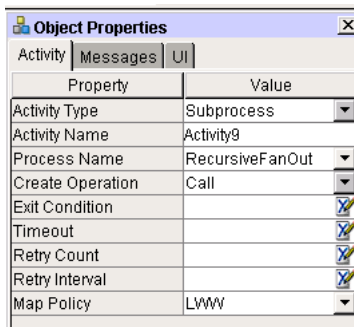 Object Properties
Activity Messages UI
Property Value
Activity Type Subprocess
Activity Name Activity9
Process Name RecursiveFanOut
Create Operation Call
Exit Condition
Timeout
Retry Count
Retry Interval
Map Policy LWW